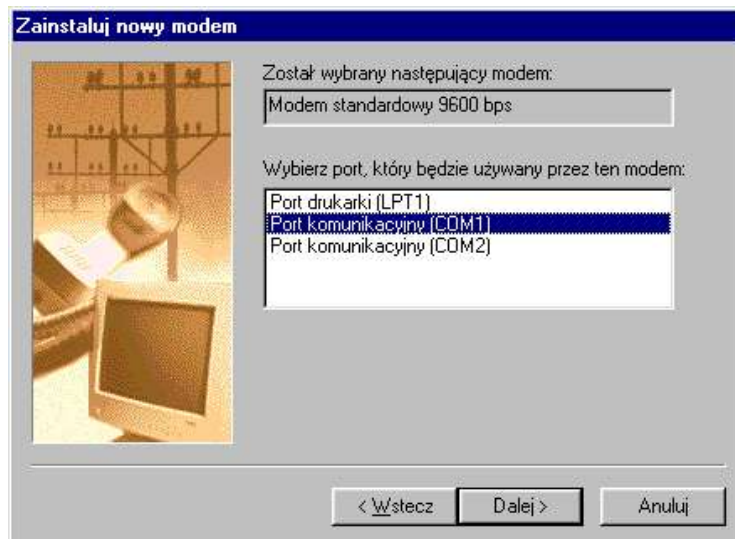 Zainstaluj nowy modem
Został wybrany następujący modem:
Modem standardowy 9600 bps
Wybierz port, który będzie używany przez ten modem:
Port drukarki (LPT1)
Port komunikacyjny (COM1)
Port komunikacyjny (COM2)
< Wstecz
Dalej >
Anuluj